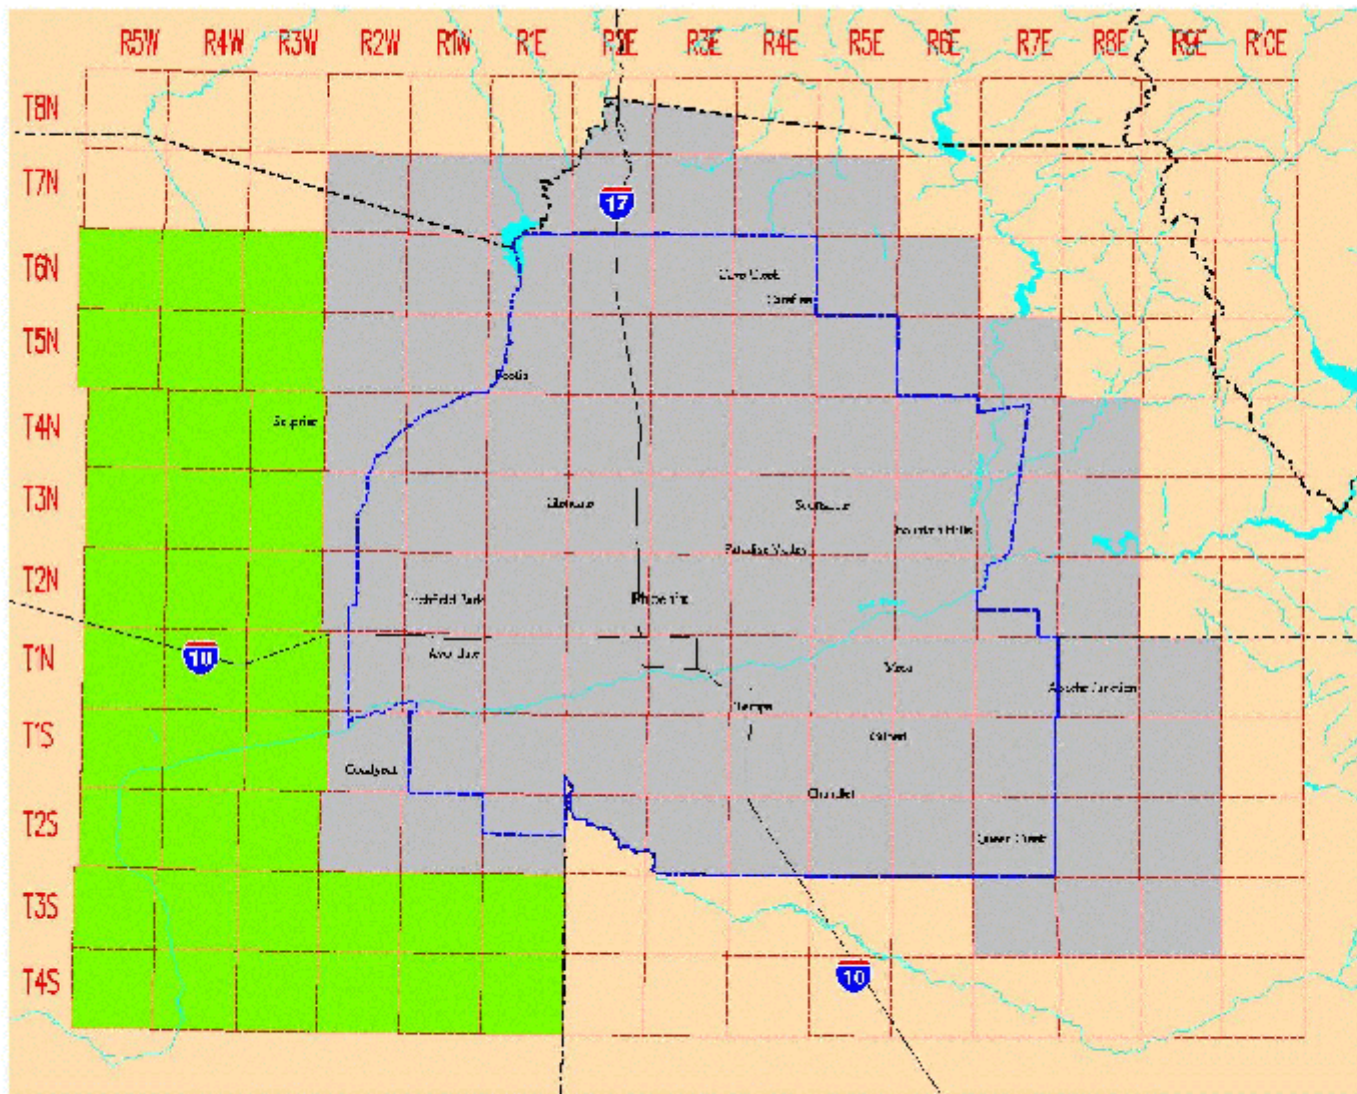 R5W R4W R3W R2W R1W R1E R2E R3E R4E R5E R6E R7E R8E R9E R10E
T8N
T7N
17
T6N
Cave Creek
Carefree
T5N
Peoria
T4N
Surprise
T3N
Glendale Scottsdale
Fountain Hills
Paradise Valley
T2N
Litchfield Park Phoenix
T1N
Avondale
10
Mesa
Apache Junction
Tempe
T1S
Gilbert
Goodyear
Chandler
T2S
Queen Creek
T3S
T4S
10